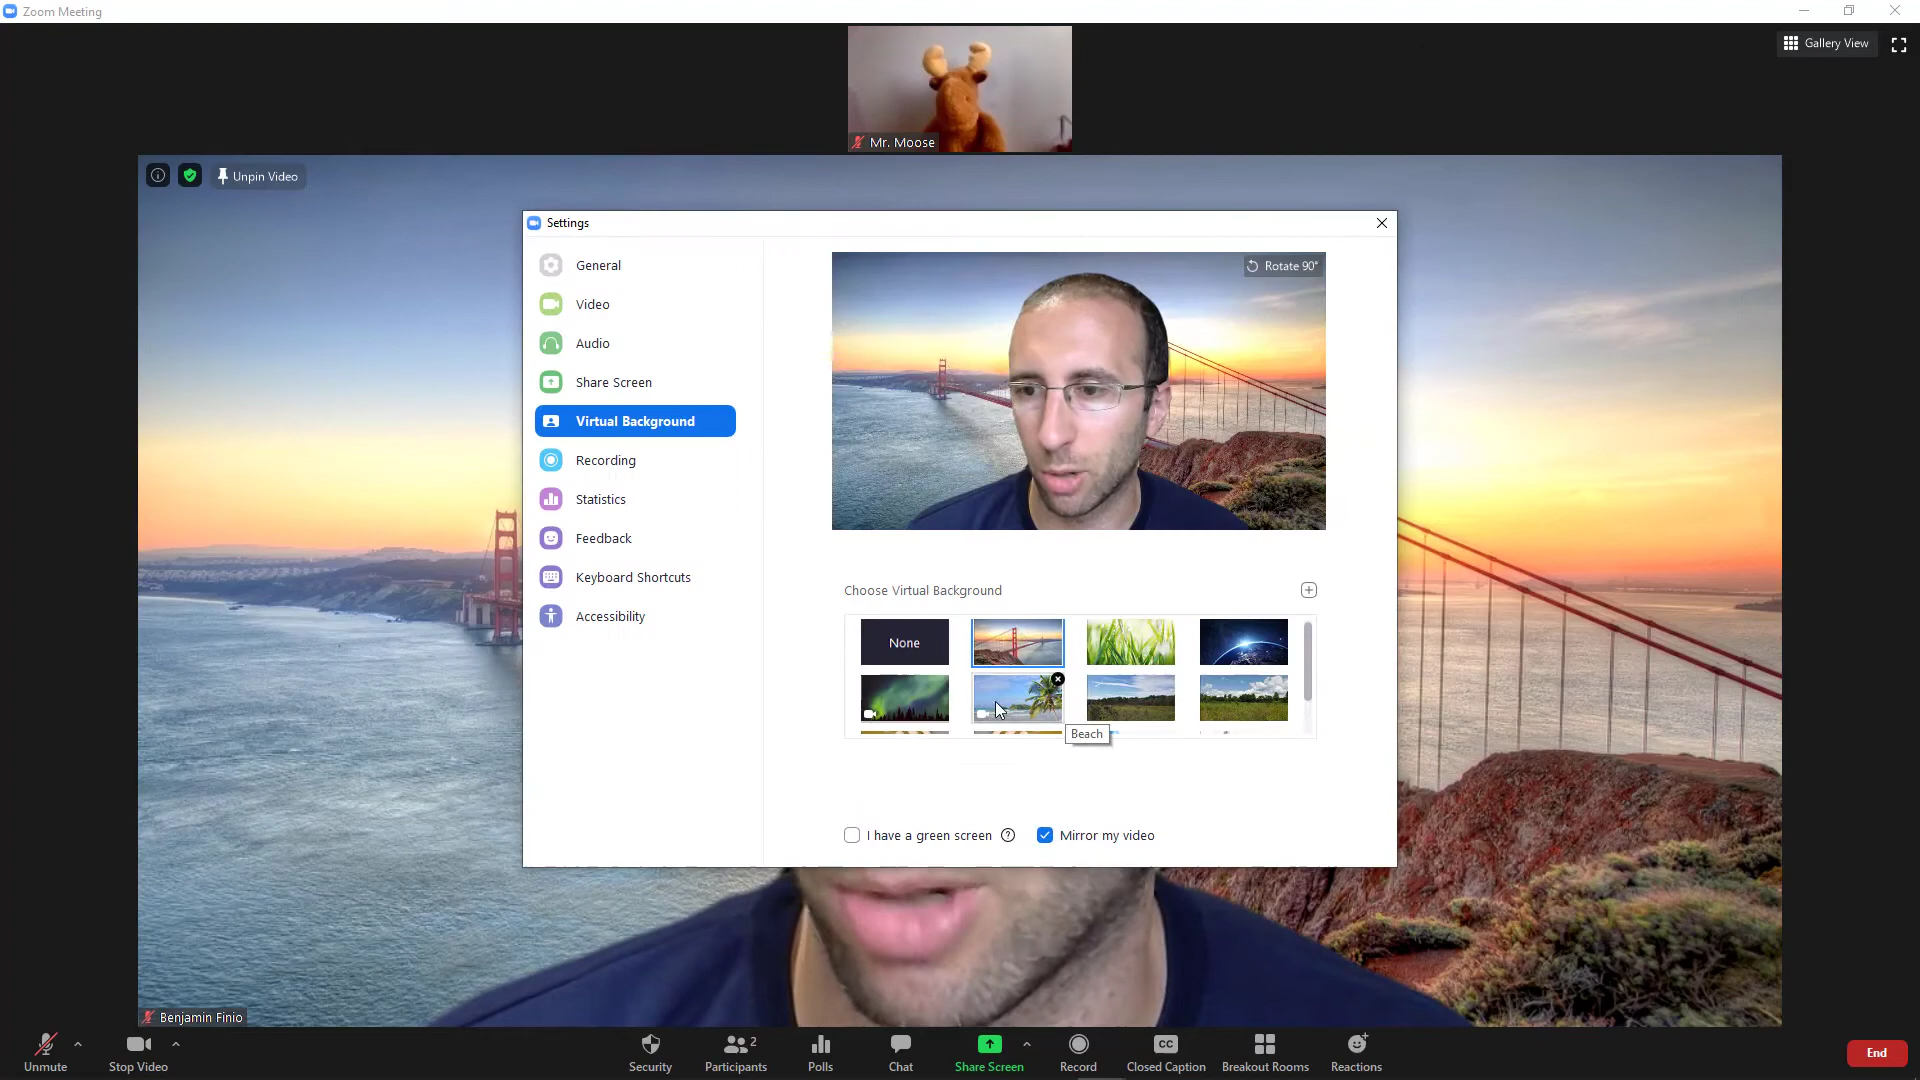 Zoom Meeting
Gallery View
Mr. Moose
Unpin Video
Settings
General
Video
Audio
Share Screen
Virtual Background
Recording
Statistics
Feedback
Keyboard Shortcuts
Accessibility
Rotate 90°
Choose Virtual Background
None
Beach
I have a green screen
Mirror my video
Benjamin Finio
Unmute
Stop Video
Security
Participants
2
Polls
Chat
Share Screen
Record
CC
Closed Caption
Breakout Rooms
Reactions
End